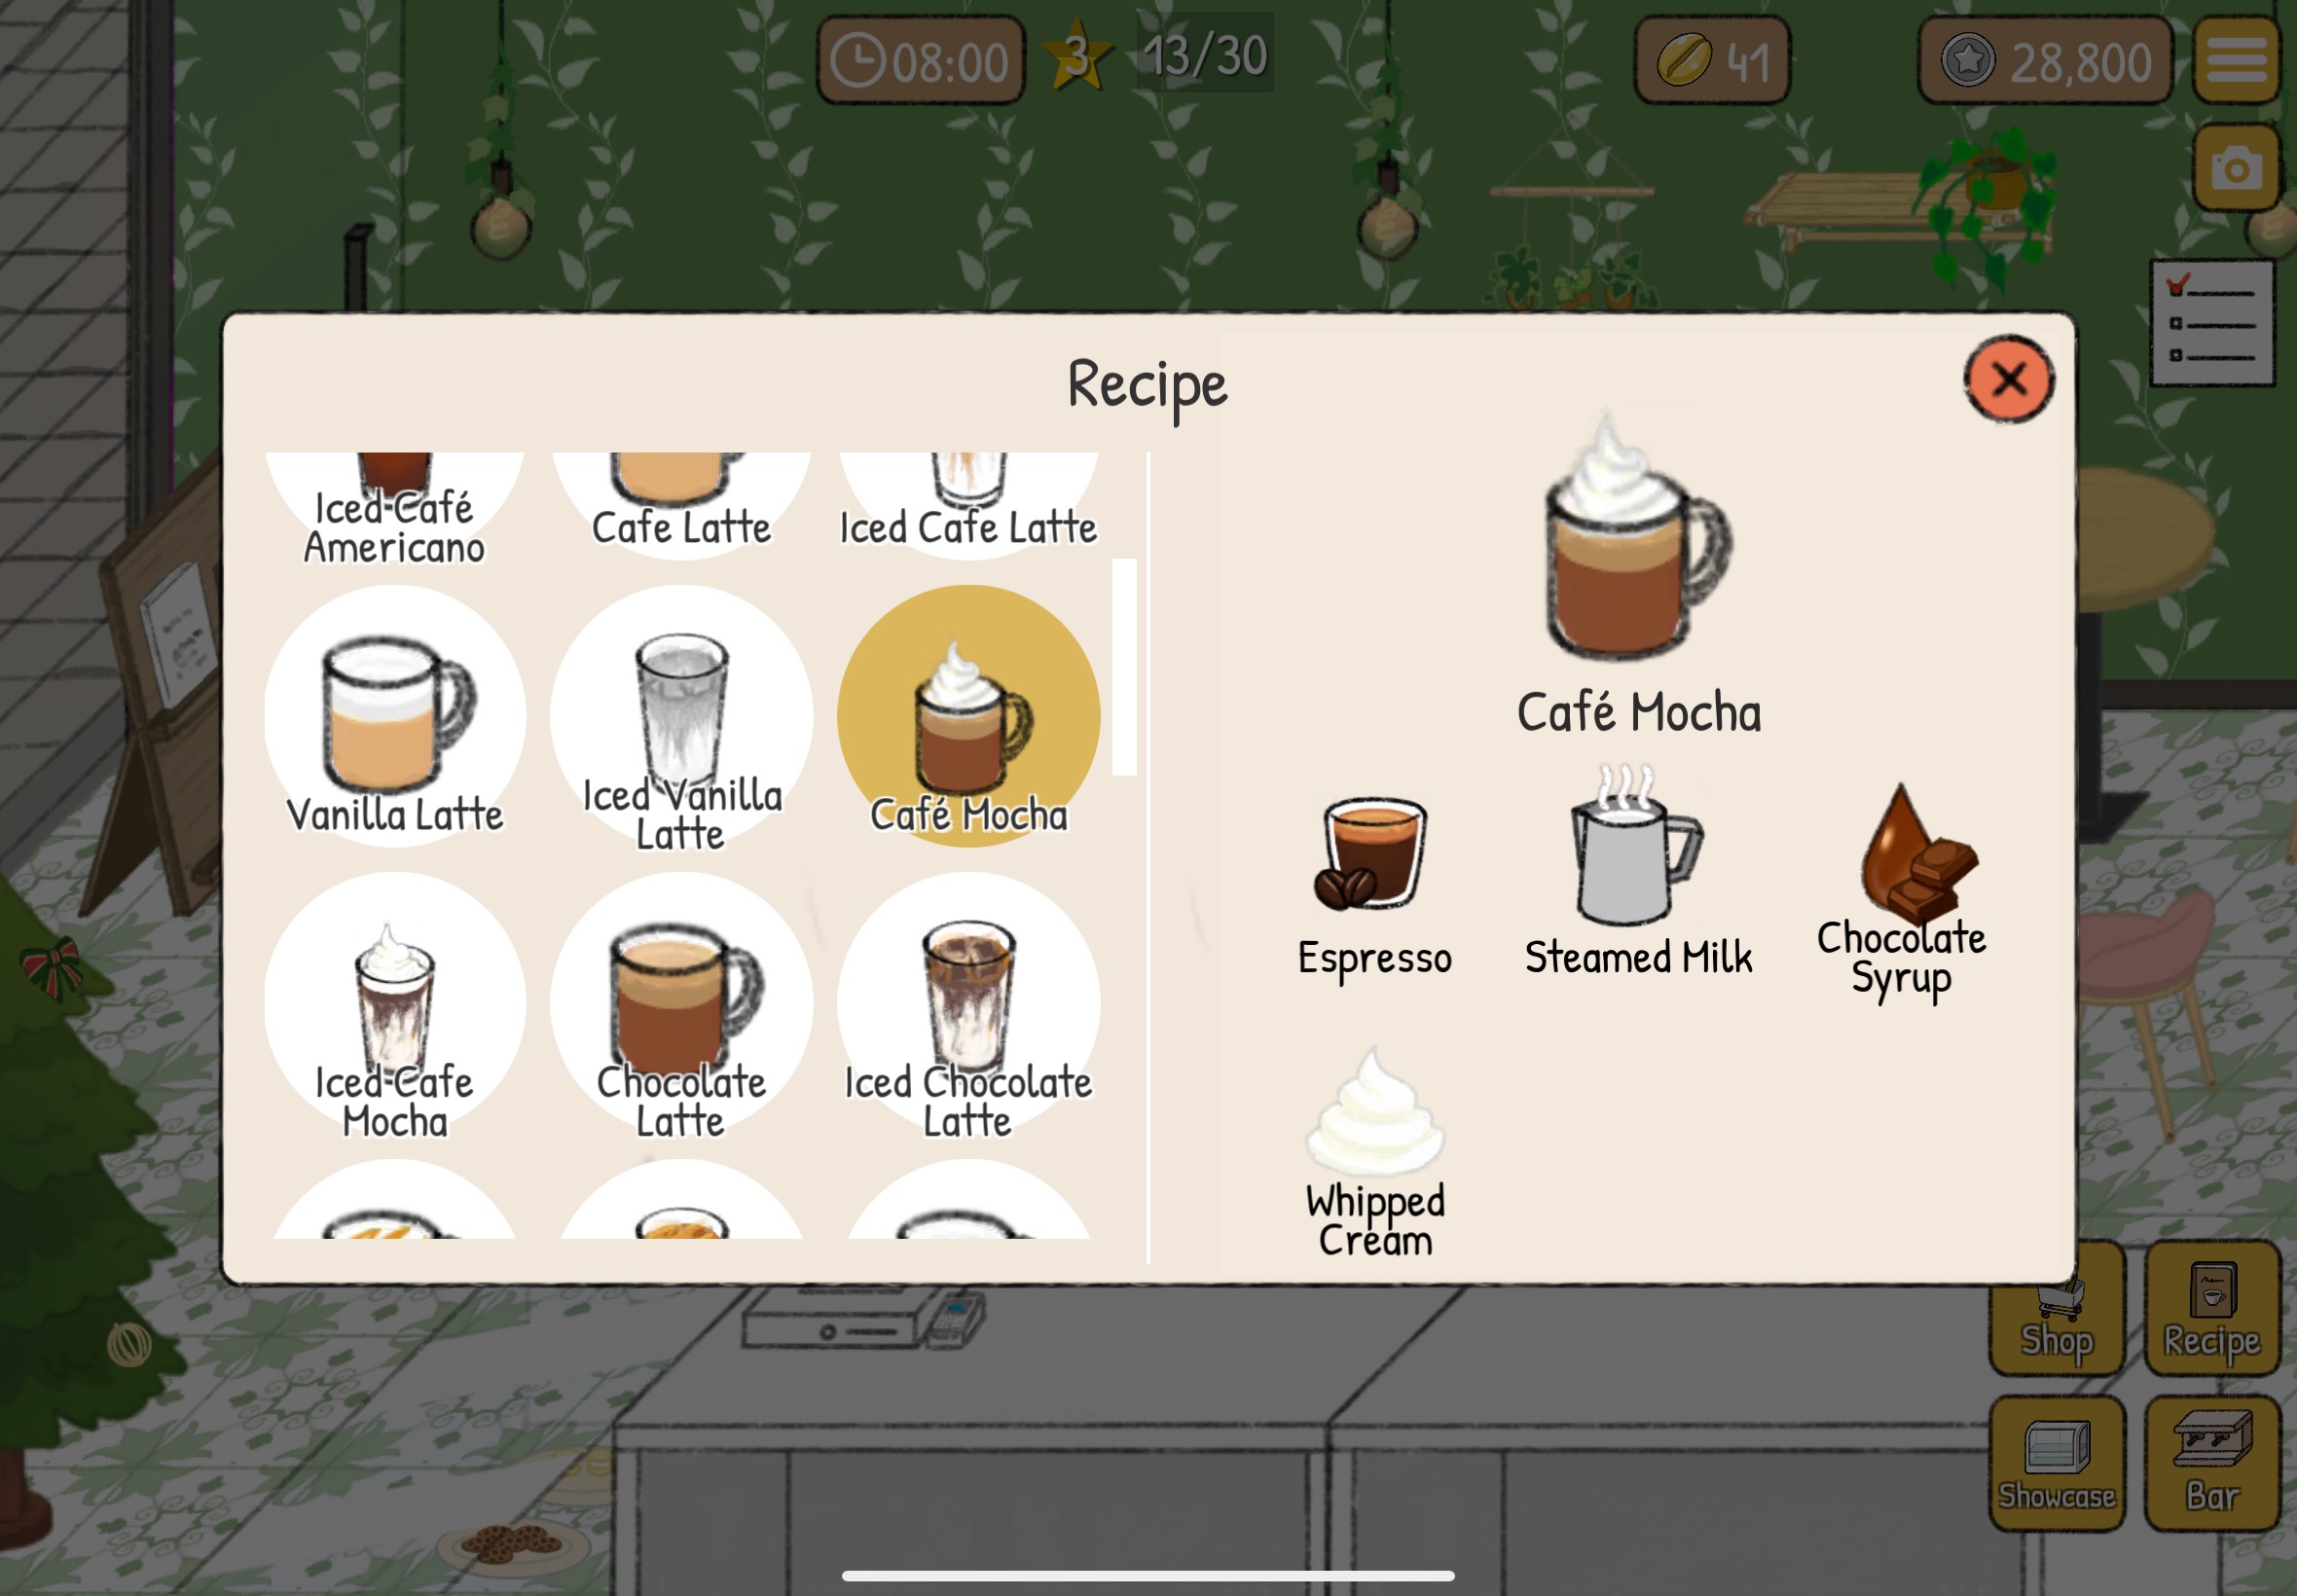 08:00
3
13/30
41
28,800
Recipe
Iced Café
Americano
Cafe Latte
Iced Cafe Latte
Vanilla Latte
Iced Vanilla
Latte
Café Mocha
Iced Cafe
Mocha
Chocolate
Latte
Iced Chocolate
Latte
Café Mocha
Espresso
Steamed Milk
Chocolate
Syrup
Whipped
Cream
Shop
Recipe
Showcase
Bar